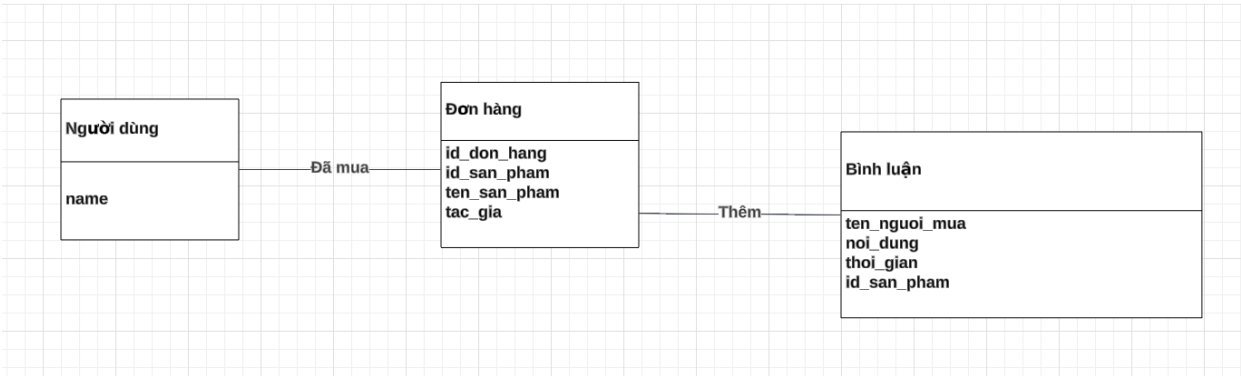 Người dùng
name
Đã mua
Đơn hàng
id_don_hang
id_san_pham
ten_san_pham
tac_gia
Thêm
Bình luận
ten_nguoi_mua
noi_dung
thoi_gian
id_san_pham